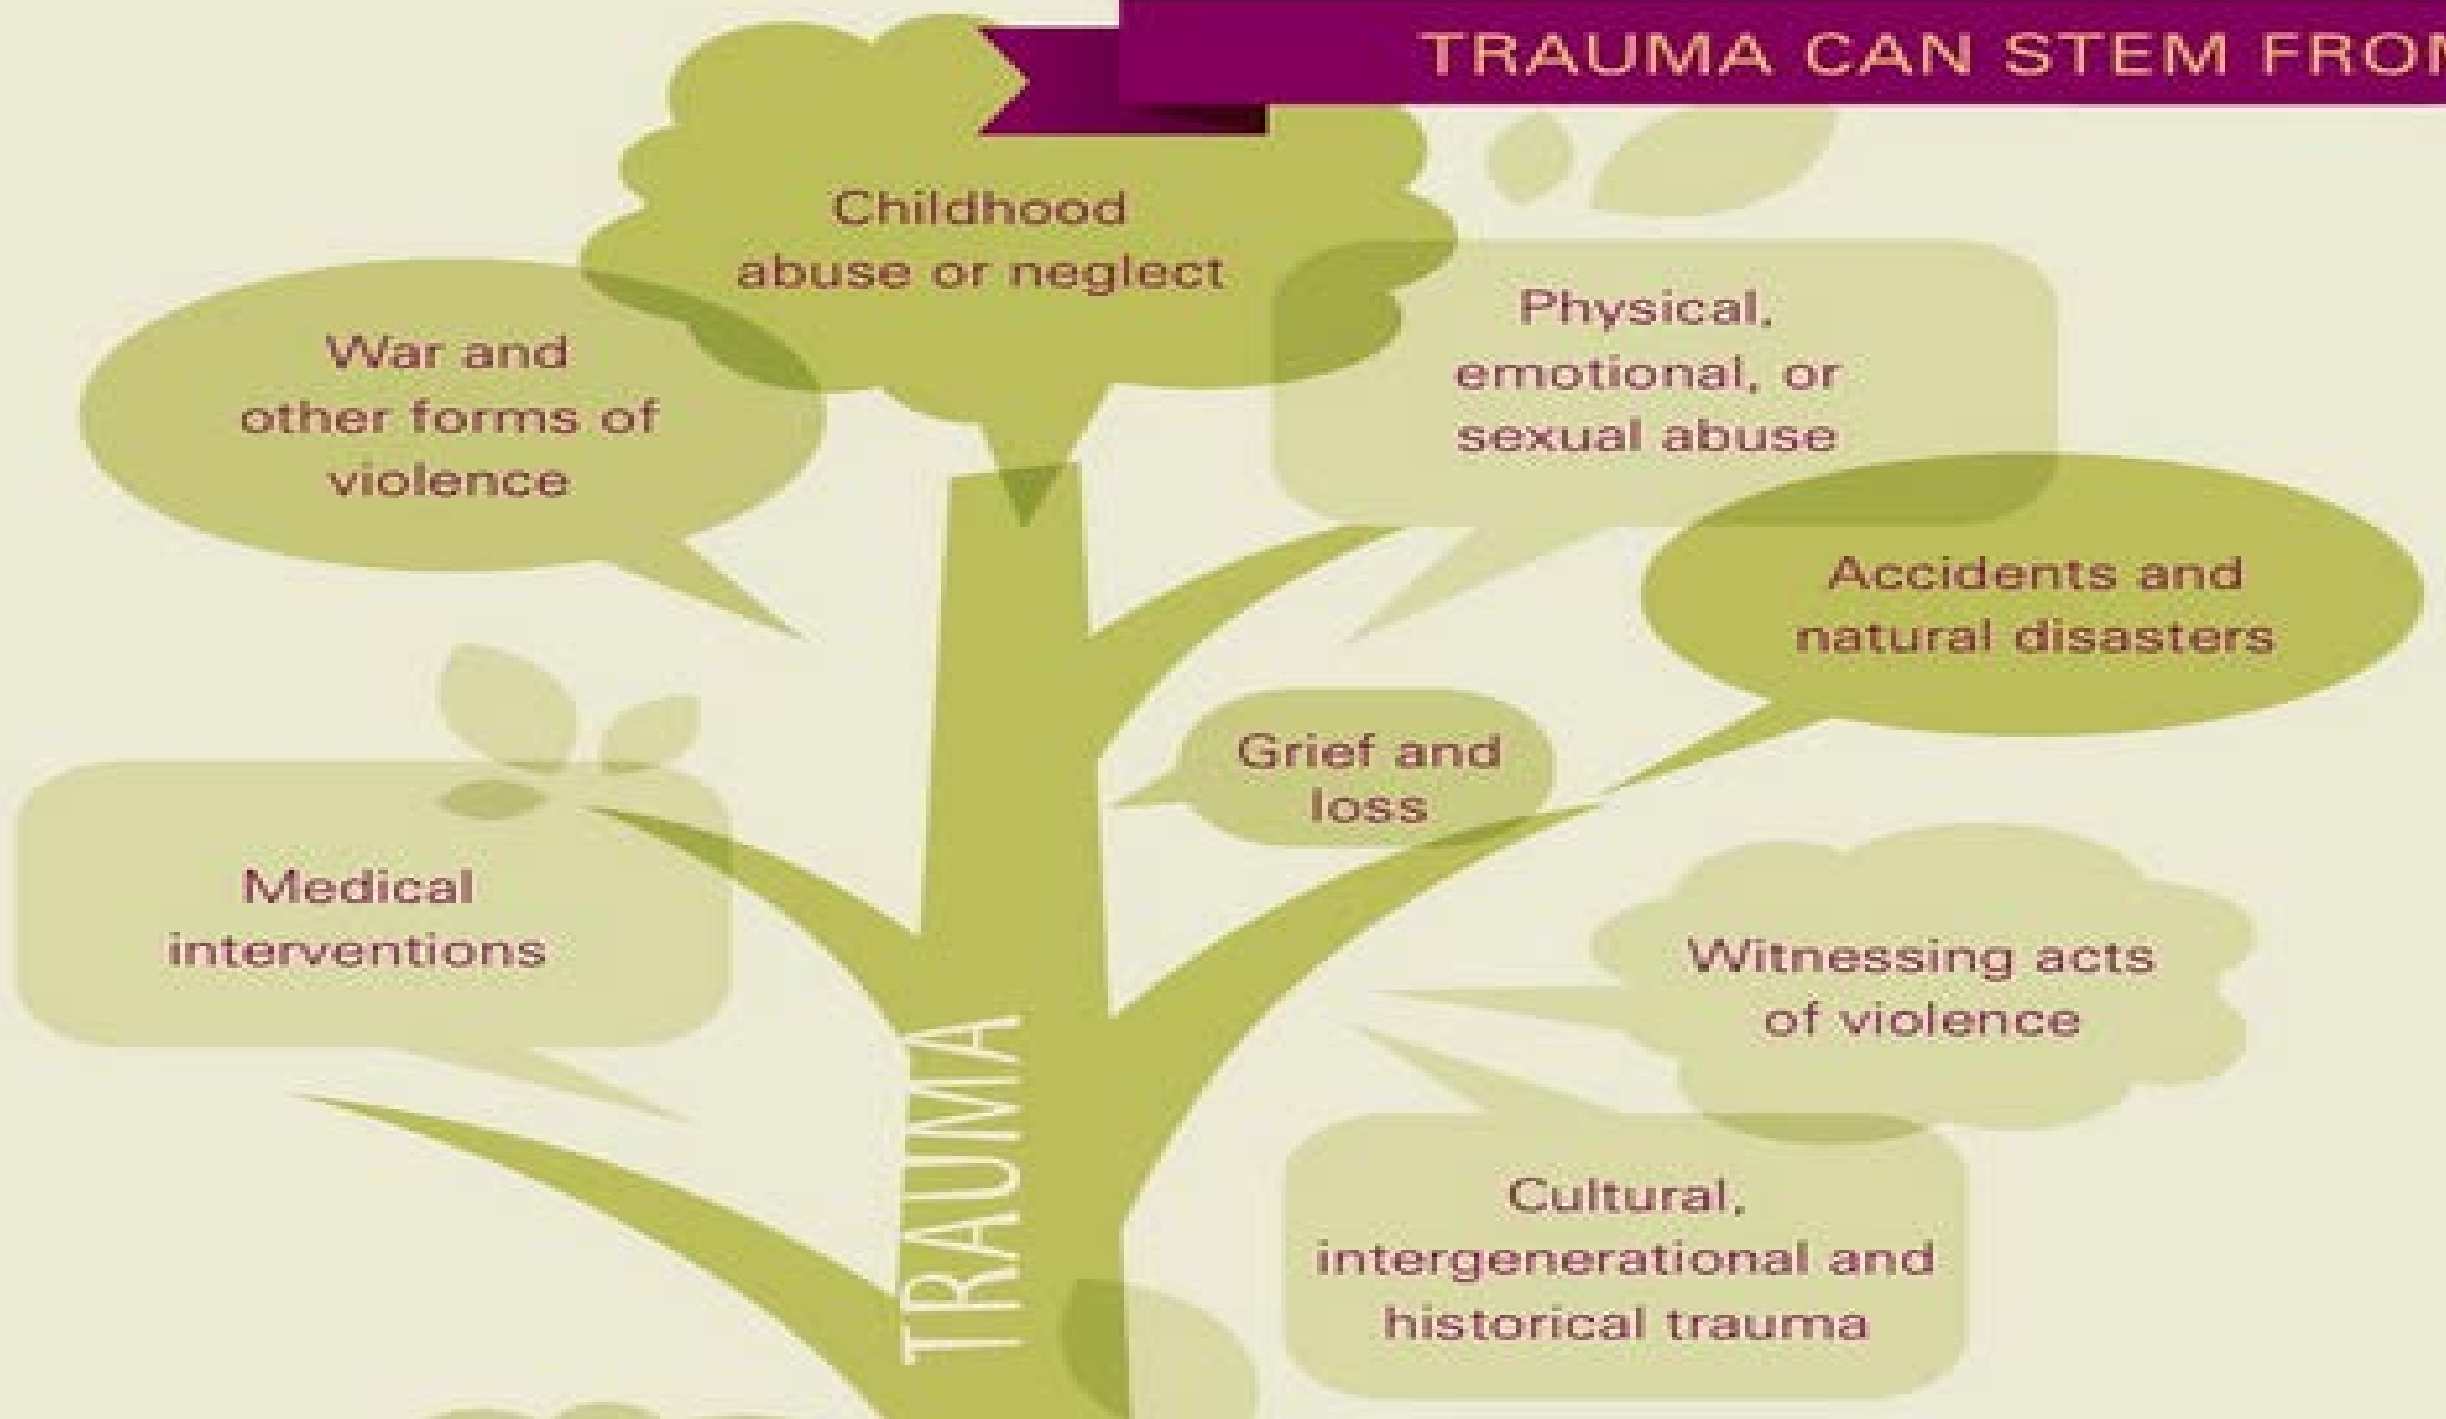 TRAUMA CAN STEM FROM
Childhood
abuse or neglect
War and
other forms of
violence
Physical,
emotional, or
sexual abuse
Accidents and
natural disasters
Grief and
loss
Medical
interventions
Witnessing acts
of violence
Cultural,
intergenerational and
historical trauma
TRAUMA